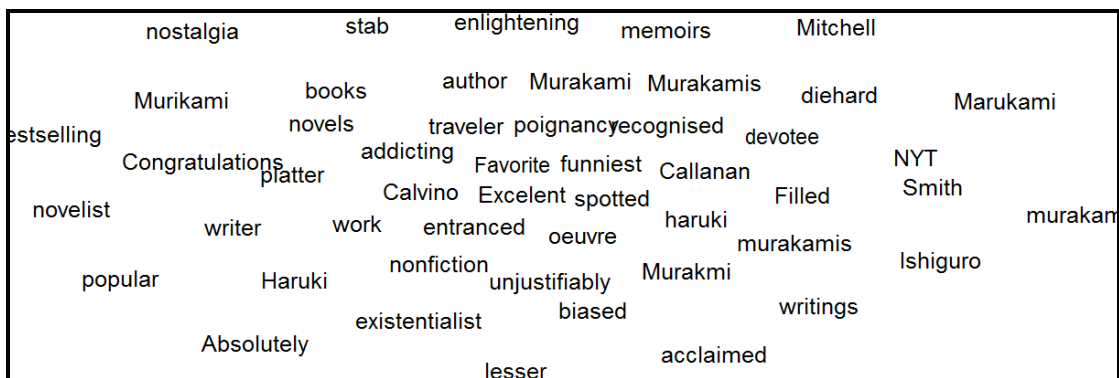 nostalgia stab enlightening memoirs Mitchell
author Murakami Murakamis
Murikami books diehard Marukami
estselling novels traveler poignancy recognised devotee
Congratulations addicting Favorite funniest Callanan NYT
platter Calvino Excelent spotted Filled Smith
novelist writer work entranced oeuvre haruki murakam
murakamis
popular Haruki nonfiction unjustifiably Murakmi Ishiguro
existentialist biased writings
Absolutely acclaimed
lesser